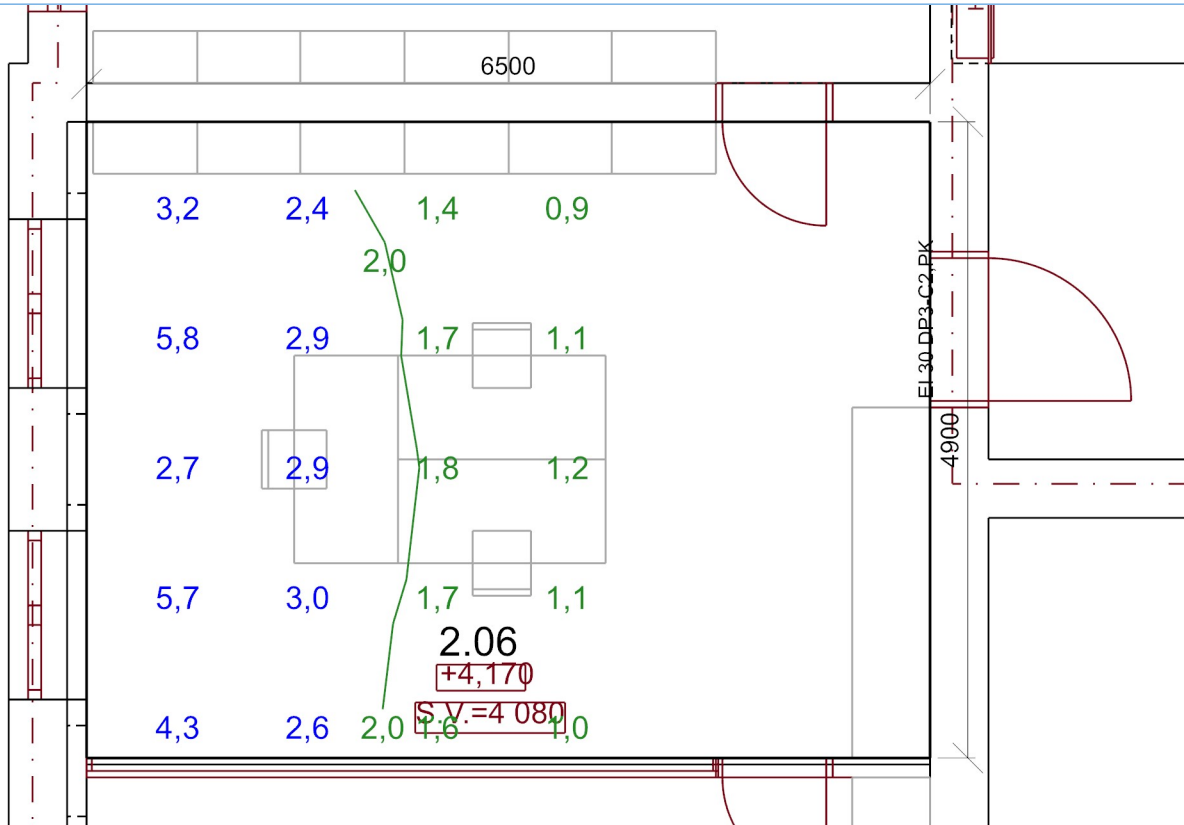 6500
3,2 2,4 1,4 0,9
2,0
5,8 2,9 1,7 1,1
EI 30 DP3-C2,PK
4900
2,7 2,9 1,8 1,2
5,7 3,0 1,7 1,1
2.06
+4,170
S.V.=4 080
4,3 2,6 2,0 1,6 1,0